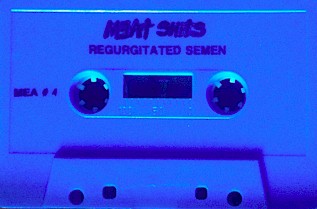 MEAT SHITS
REGURGITATED SEMEN
MEA # 4